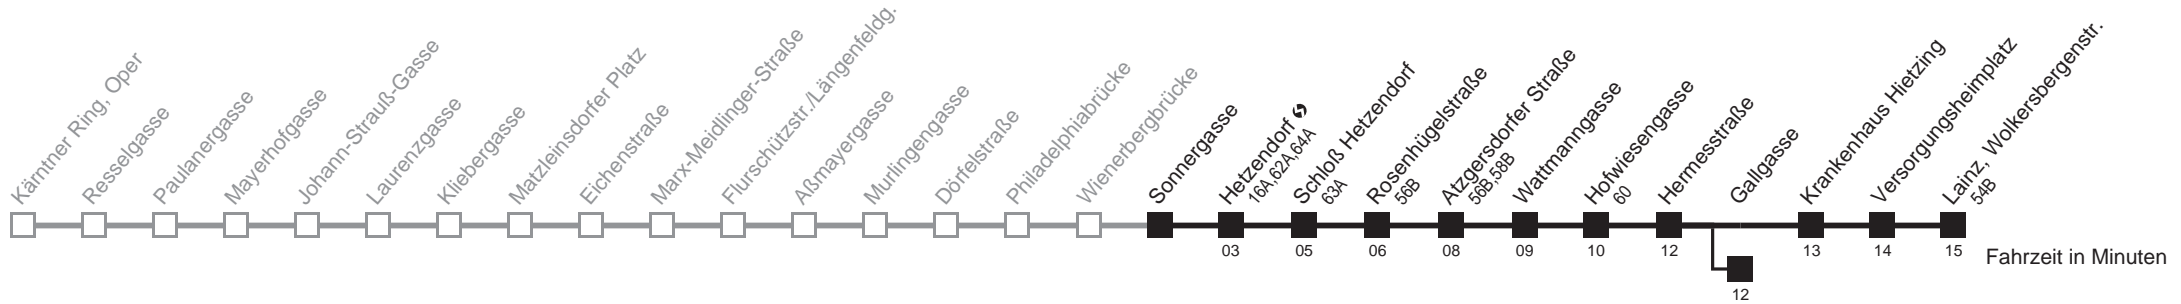 Kärntner Ring, Oper
Resselgasse
Paulanergasse
Mayerhofgasse
Johann-Strauß-Gasse
Laurenzgasse
Kliebergasse
Matzleinsdorfer Platz
Eichenstraße
Marx-Meidlinger-Straße
Flurschützstr./Längenfeldg.
Aßmayergasse
Murlingengasse
Dörfelstraße
Philadelphiabrücke
Wienerbergbrücke
Sonnergasse
Hetzendorf
16A,62A,64A
Schloß Hetzendorf
63A
Rosenhügelstraße
56B
Atzgersdorfer Straße
56B,58B
Wattmanngasse
Hofwiesengasse
60
Hermesstraße
Gallgasse
Krankenhaus Hietzing
Versorgungsheimplatz
Lainz, Wolkersbergenstr.
54B
03 05 06 08 09 10 12 13 14 15
Fahrzeit in Minuten
12